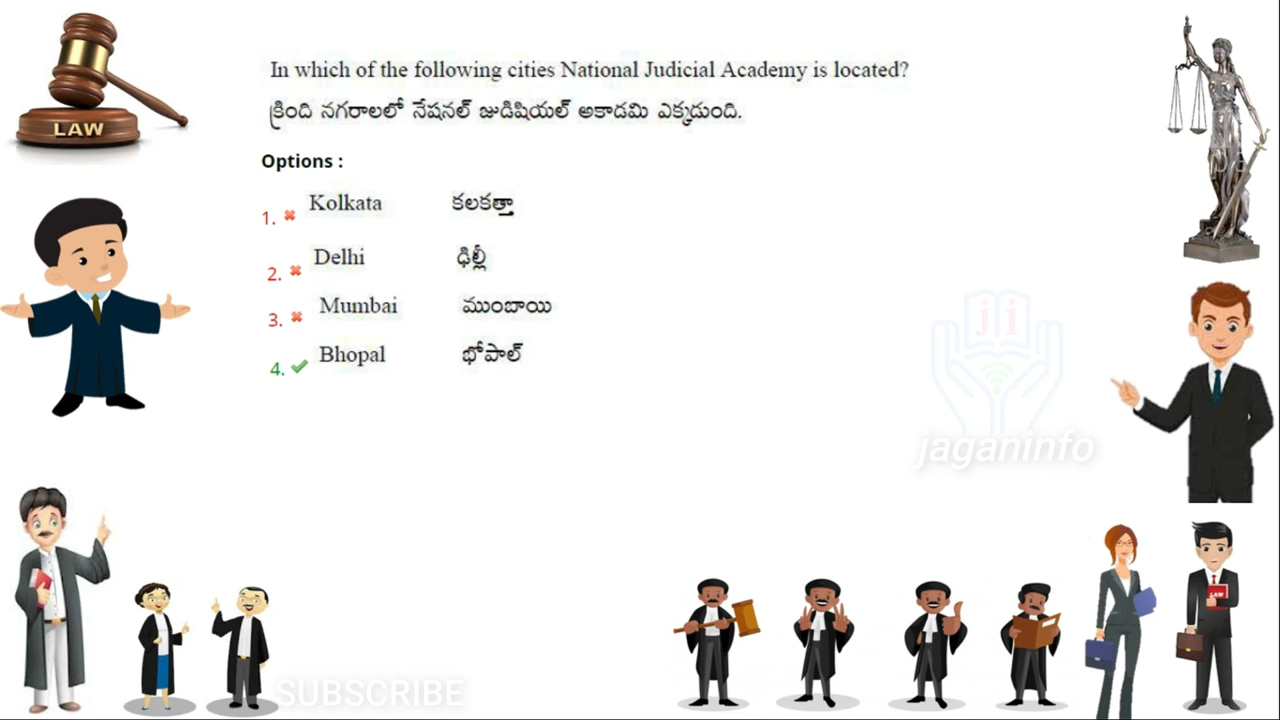 In which of the following cities National Judicial Academy is located?
క్రింది నగరాలలో నేషనల్ జుడిషియల్ అకాడమి ఎక్కడుంది.
Options :
1. Kolkata కలకత్తా
2. Delhi ఢిల్లీ
3. Mumbai ముంబాయి
4. Bhopal భోపాల్
LAW
ji
jaganinfo
LAW
SUBSCRIBE